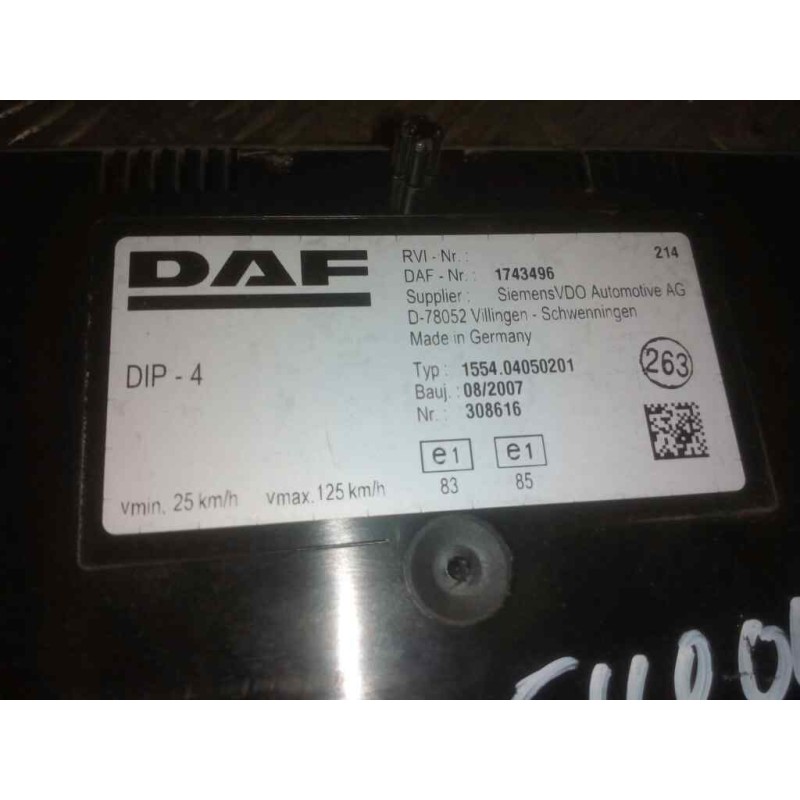 DAF
DIP - 4
vmin. 25 km/h vmax. 125 km/h
RVI - Nr. : 214
DAF - Nr. : 1743496
Supplier : SiemensVDO Automotive AG
D-78052 Villingen - Schwenningen
Made in Germany
Typ : 1554.04050201
Bauj. : 08/2007
Nr. : 308616
263
e1 e1
83 85